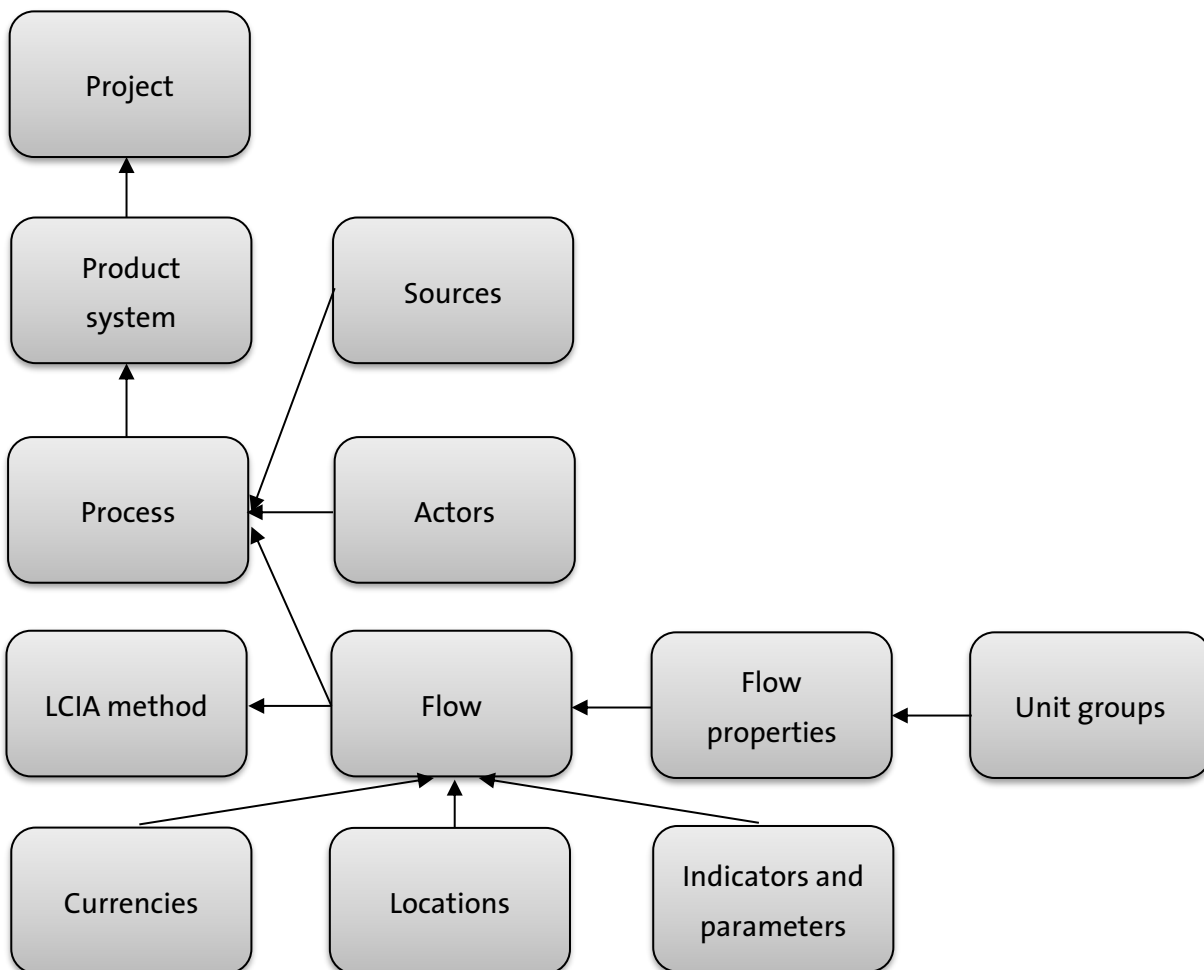 Project
Product
system
Sources
Process
Actors
LCIA method
Flow
Flow
properties
Unit groups
Currencies
Locations
Indicators and
parameters